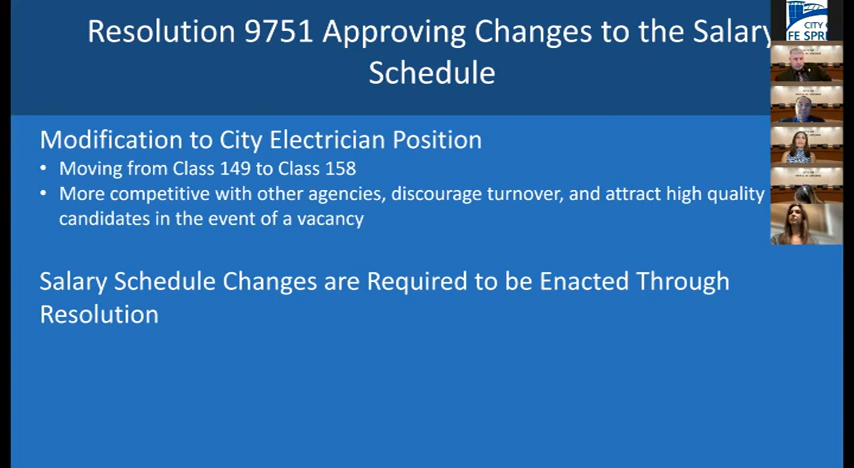 Resolution 9751 Approving Changes to the Salary
Schedule
CITY O
FE SPRI
Modification to City Electrician Position
• Moving from Class 149 to Class 158
• More competitive with other agencies, discourage turnover, and attract high quality
candidates in the event of a vacancy
Salary Schedule Changes are Required to be Enacted Through
Resolution